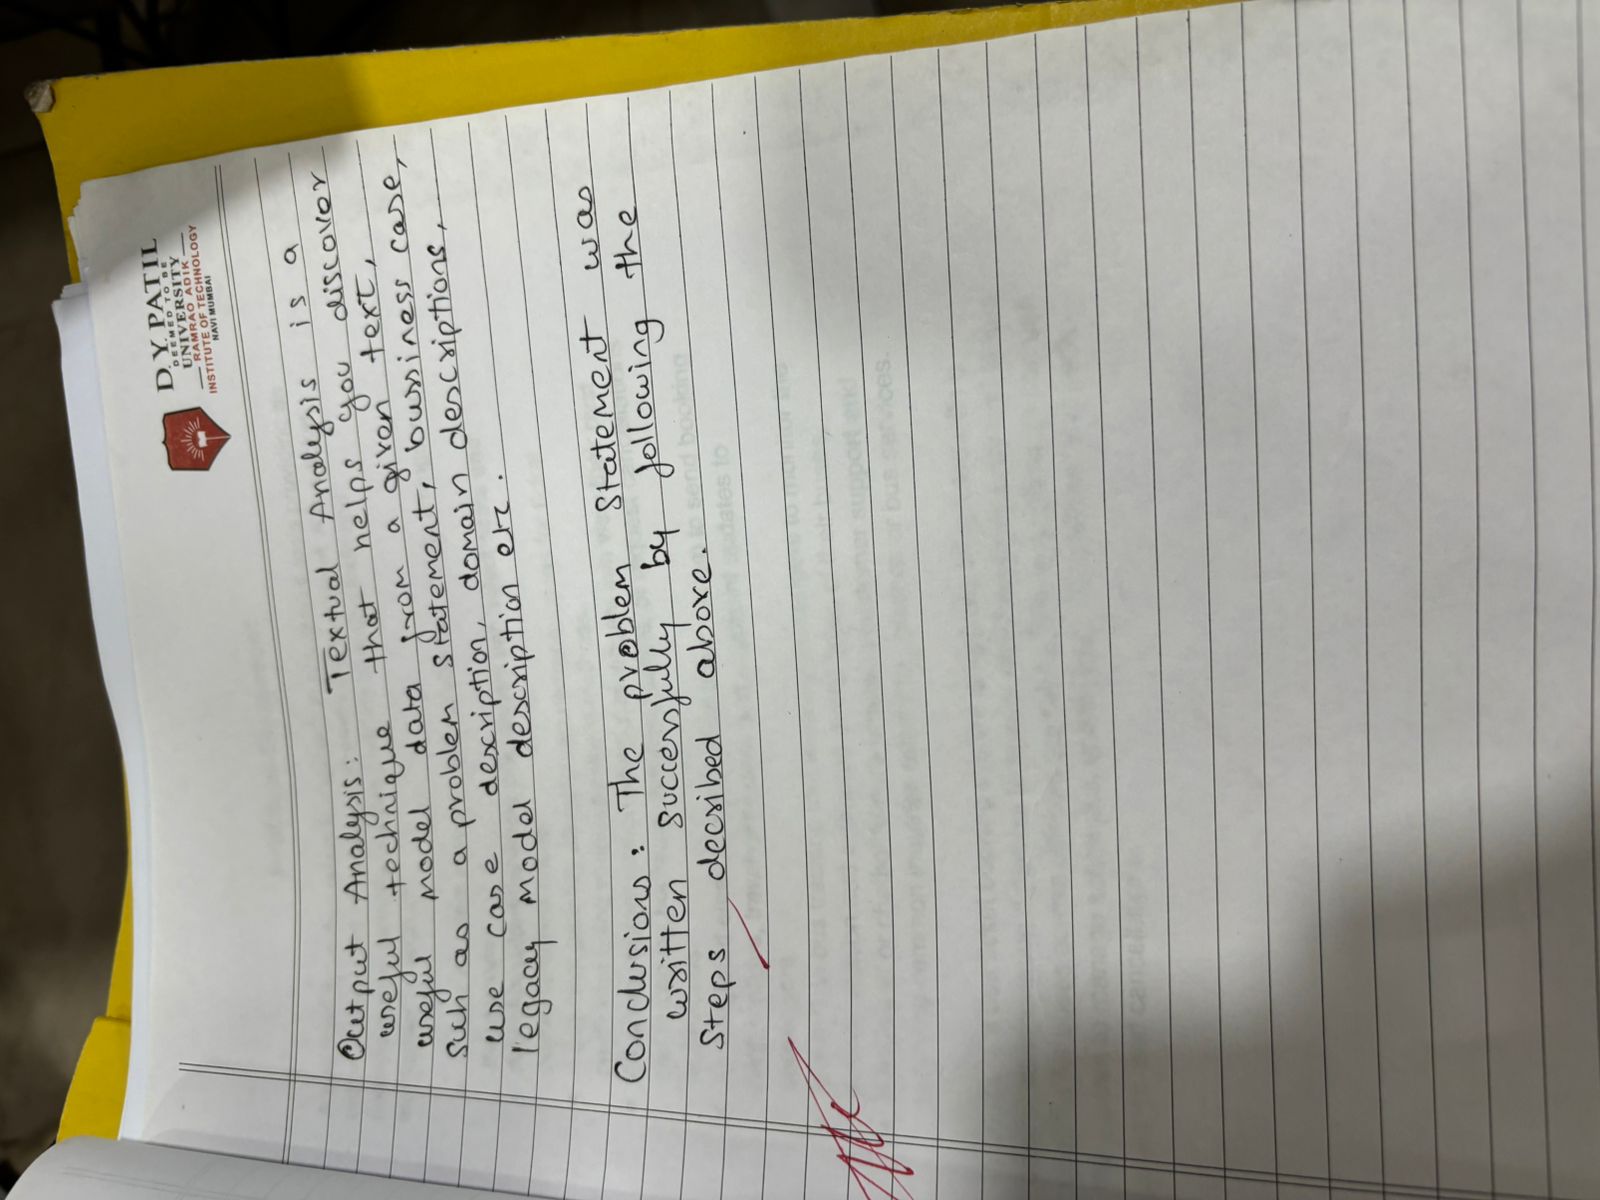 D.Y. PATIL
DEEMED TO BE
UNIVERSITY
RAMRAO ADIK
INSTITUTE OF TECHNOLOGY
NAVI MUMBAI
Output Analysis: Textual Analysis is a
useful technique that helps you discover
useful model data from a given text,
such as a problem statement, bussiness case,
use case description, domain descriptions,
legacy model description etc.
Conclusions: The problem statement was
written successfully by following the
steps decribed above.